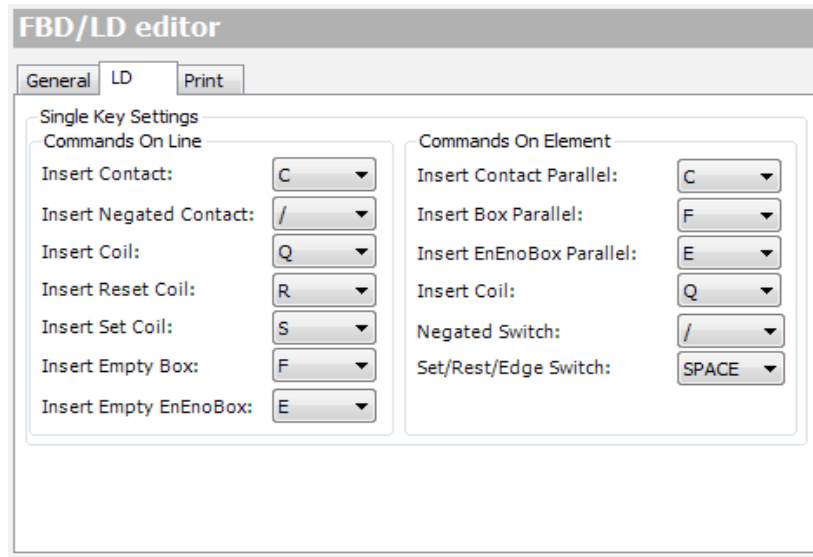 FBD/LD editor
General LD Print
Single Key Settings
Commands On Line
Insert Contact: C
Insert Negated Contact: /
Insert Coil: Q
Insert Reset Coil: R
Insert Set Coil: S
Insert Empty Box: F
Insert Empty EnEnoBox: E
Commands On Element
Insert Contact Parallel: C
Insert Box Parallel: F
Insert EnEnoBox Parallel: E
Insert Coil: Q
Negated Switch: /
Set/Rest/Edge Switch: SPACE